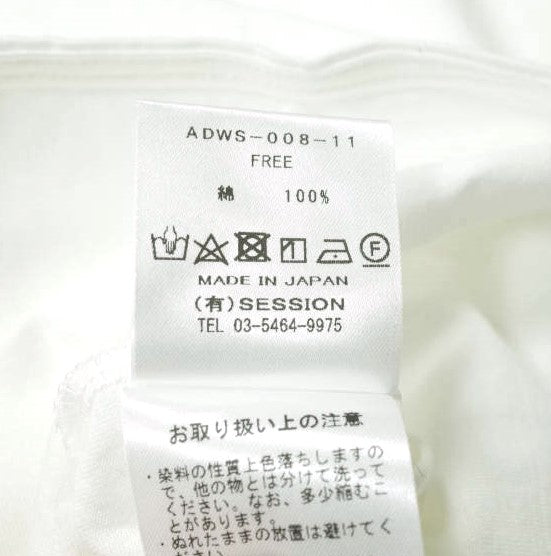 ADWS-008-11
FREE
綿 100%
F
MADE IN JAPAN
(有)SESSION
TEL 03-5464-9975
お取り扱い上の注意
・染料の性質上色落ちしますの
で、他の物とは分けて洗って
ください。なお、多少縮むこ
とがあります。
・ぬれたままの放置は避けてく
ださい